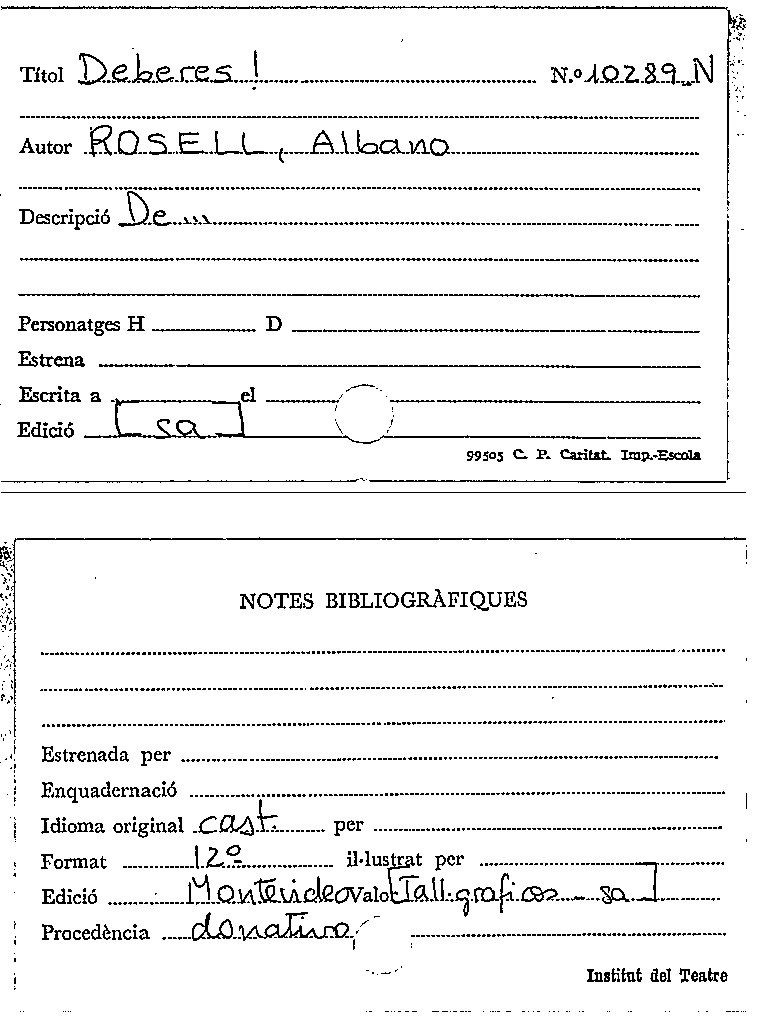 Títol Deberes! N.º 10289 N
Autor ROSELL, Albano
Descripció De...
Personatges H D
Estrena
Escrita a el
Edició [sa]
99505 C. P. Caritat. Imp.-Escola
NOTES BIBLIOGRÀFIQUES
Estrenada per
Enquadernació
Idioma original cast. per
Format 12º il·lustrat per
Edició Montevideo Valor [Tall. graficos - sa]
Procedència donativo
Institut del Teatre